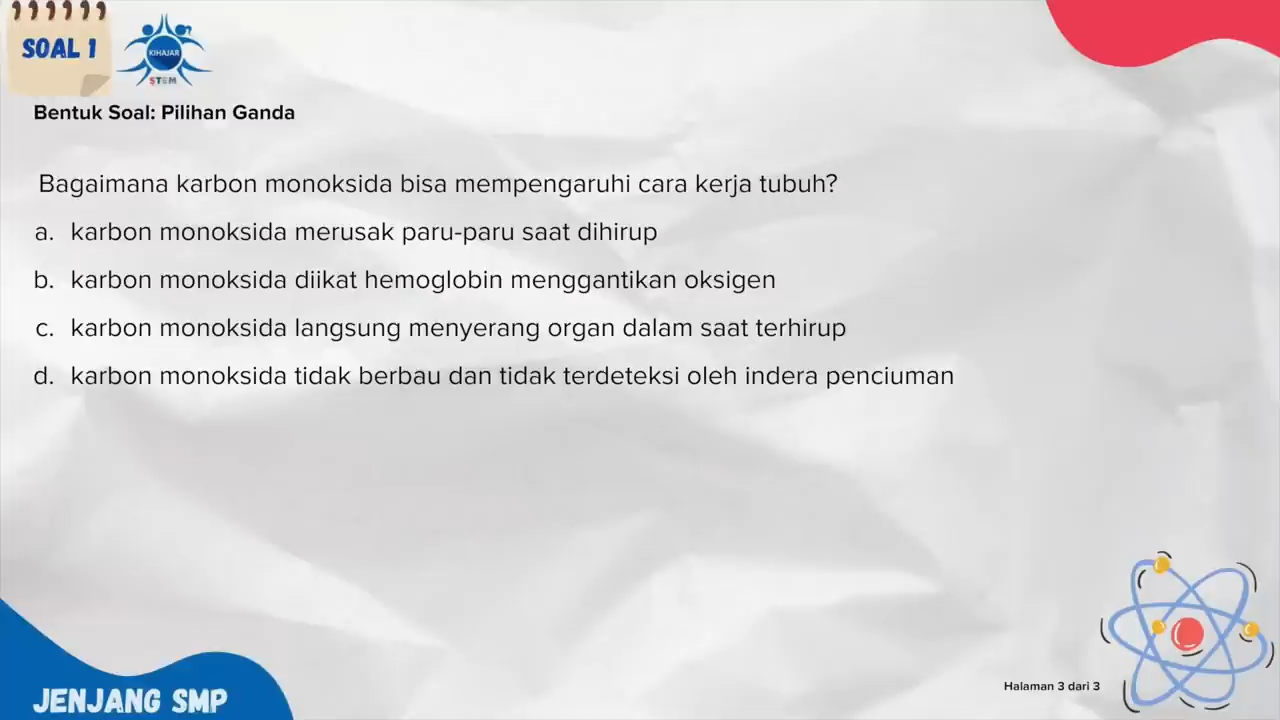 SOAL 1
KIHAJAR
STEM
Bentuk Soal: Pilihan Ganda
Bagaimana karbon monoksida bisa mempengaruhi cara kerja tubuh?
a. karbon monoksida merusak paru-paru saat dihirup
b. karbon monoksida diikat hemoglobin menggantikan oksigen
c. karbon monoksida langsung menyerang organ dalam saat terhirup
d. karbon monoksida tidak berbau dan tidak terdeteksi oleh indera penciuman
Halaman 3 dari 3
JENJANG SMP